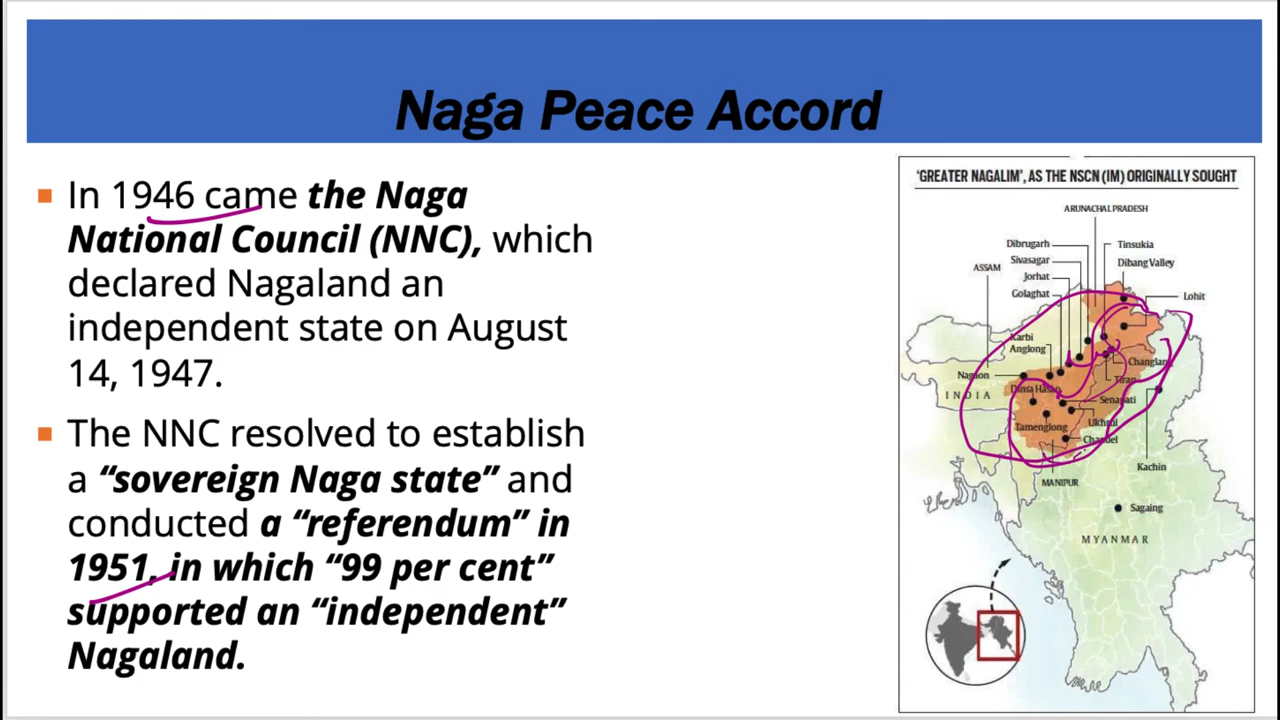 Naga Peace Accord
In 1946 came the Naga
National Council (NNC), which
declared Nagaland an
independent state on August
14, 1947.
The NNC resolved to establish
a “sovereign Naga state” and
conducted a “referendum” in
1951, in which “99 per cent”
supported an “independent”
Nagaland.
‘GREATER NAGALIM’, AS THE NSCN (IM) ORIGINALLY SOUGHT
ARUNACHAL PRADESH
Dibrugarh
Tinsukia
Sivasagar
Dibang Valley
ASSAM
Jorhat
Golaghat
Lohit
Karbi
Anglong
Changlang
Nagaon
Tirap
Dima Hasao
INDIA
Senapati
Ukhrul
Tamenglong
Chandel
Kachin
MANIPUR
Sagaing
MYANMAR